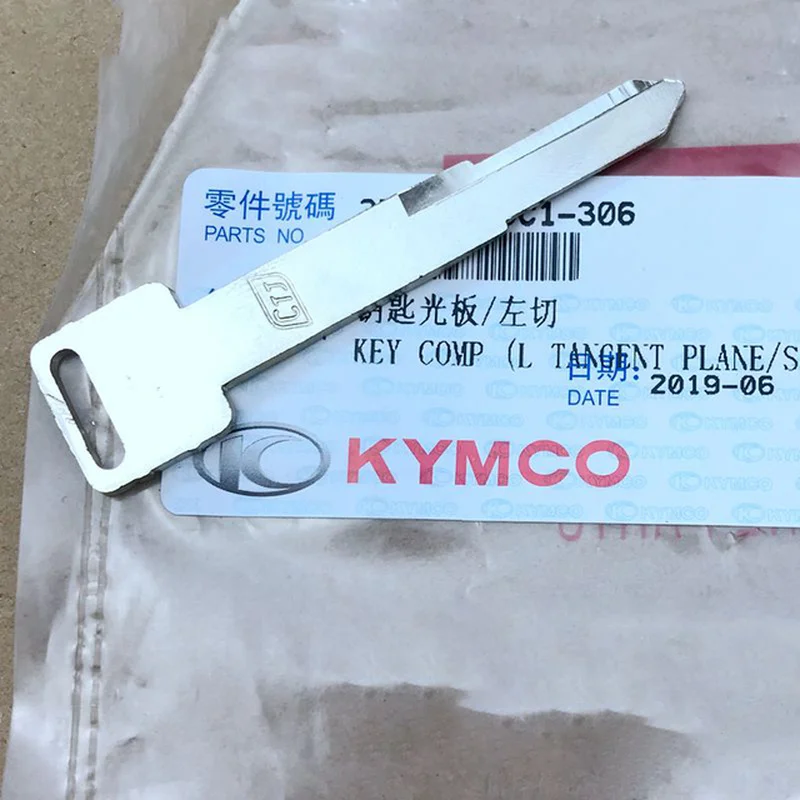 零件號碼
PARTS NO.
C1-306
匙光板/左切
KEY COMP (L TANGENT PLANE/S
日期:
2019-06
DATE
KYMCO
CTI